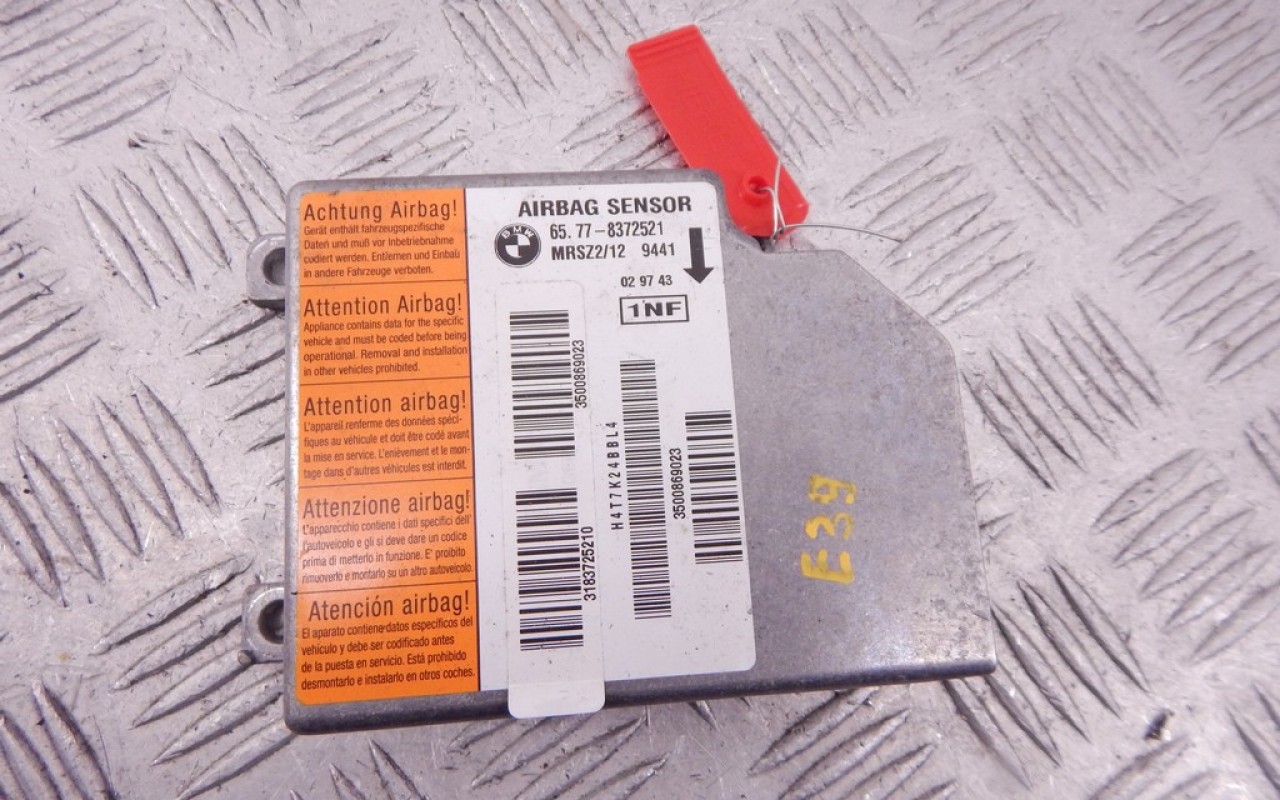 Achtung Airbag!
Gerät enthält fahrzeugspezifische
Daten und muß vor Inbetriebnahme
codiert werden. Entfernen und Einbau
in andere Fahrzeuge verboten.
Attention Airbag!
Appliance contains data for the specific
vehicle and must be coded before being
operational. Removal and installation
in other vehicles prohibited.
Attention airbag!
L'appareil renferme des données spéci-
fiques au véhicule et doit être codé avant
la mise en service. L'enlèvement et le mon-
tage dans d'autres véhicules est interdit.
Attenzione airbag!
L'apparecchio contiene i dati specifici dell'
l'autoveicolo e gli si deve dare un codice
prima di metterlo in funzione. E' proibito
rimuoverlo e montarlo su un altro autoveicolo.
Atención airbag!
El aparato contiene datos específicos del
vehículo y debe ser codificado antes
de la puesta en servicio. Está prohibido
desmontarlo e instalarlo en otros coches.
AIRBAG SENSOR
BMW
65.77-8372521
MRSZ2/12 9441
02 97 43
1NF
3500869023
3183725210
H4T7K24BBL4
3500869023
E39